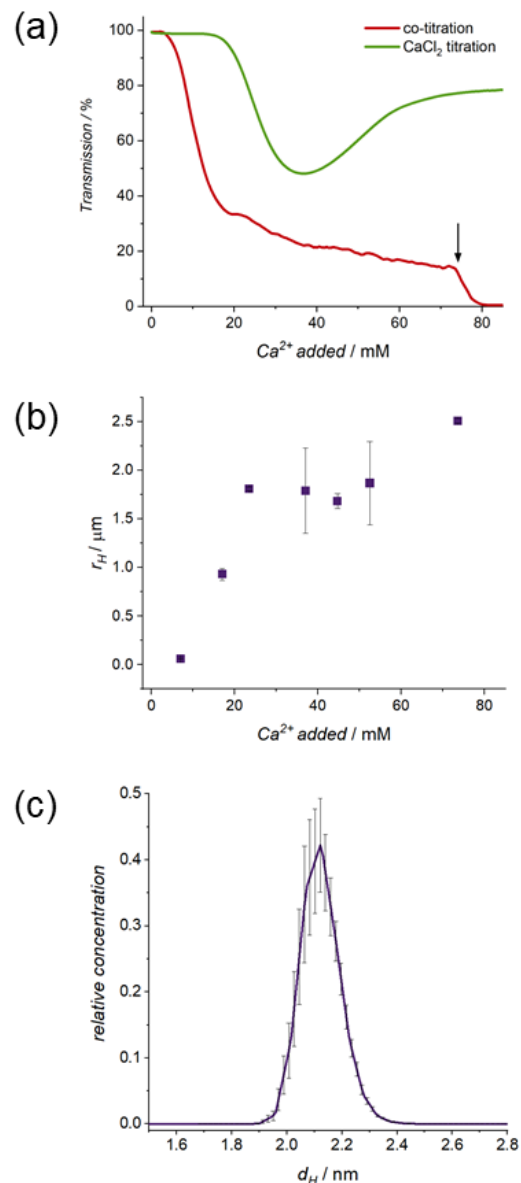 (a)
co-titration
CaCl₂ titration
100
80
60
40
20
0
Transmission / %
0 20 40 60 80
Ca²⁺ added / mM
(b)
2.5
2.0
1.5
1.0
0.5
0.0
r_H / μm
0 20 40 60 80
Ca²⁺ added / mM
(c)
0.5
0.4
0.3
0.2
0.1
0.0
relative concentration
1.6 1.8 2.0 2.2 2.4 2.6 2.8
d_H / nm